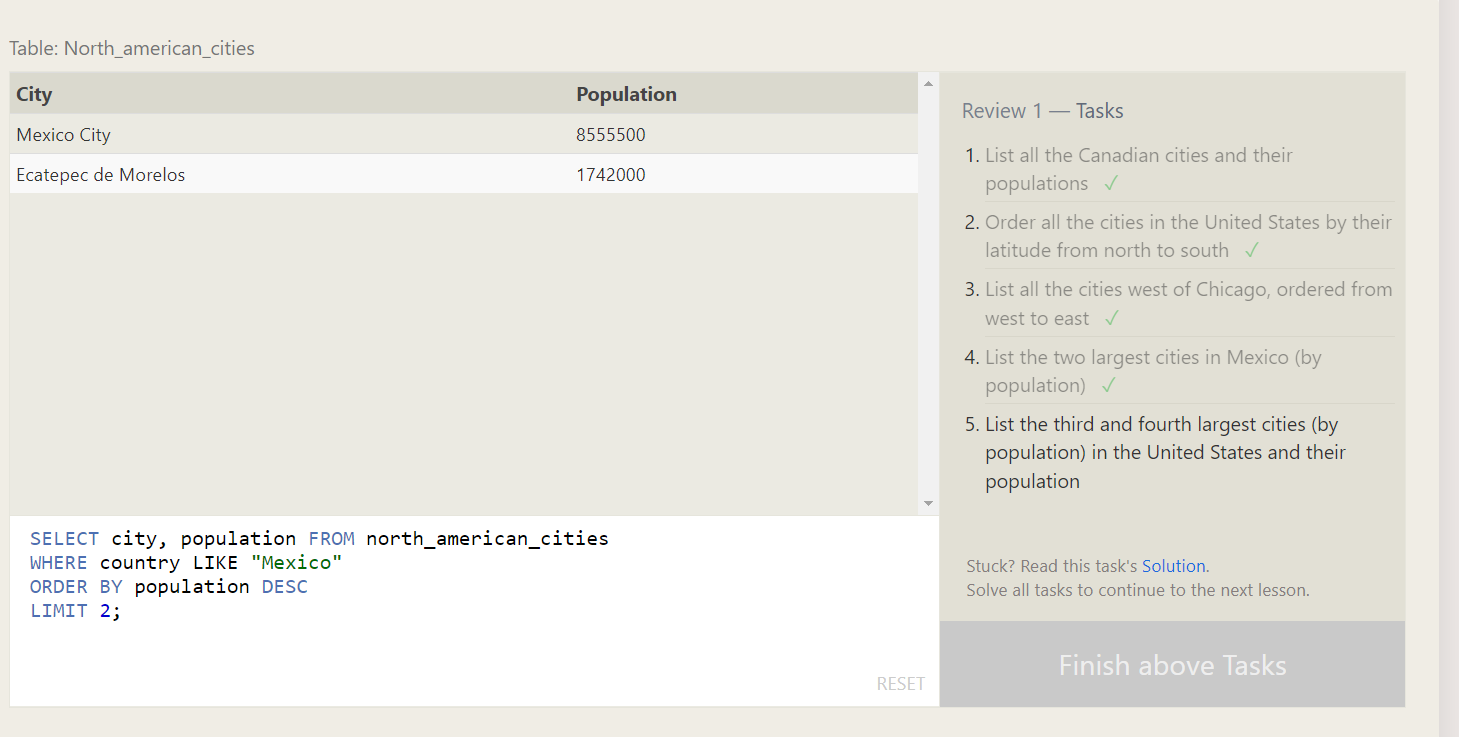 Table: North_american_cities
City Population
Mexico City 8555500
Ecatepec de Morelos 1742000
SELECT city, population FROM north_american_cities
WHERE country LIKE "Mexico"
ORDER BY population DESC
LIMIT 2;
RESET
Review 1 — Tasks
1. List all the Canadian cities and their
populations ✓
2. Order all the cities in the United States by their
latitude from north to south ✓
3. List all the cities west of Chicago, ordered from
west to east ✓
4. List the two largest cities in Mexico (by
population) ✓
5. List the third and fourth largest cities (by
population) in the United States and their
population
Stuck? Read this task's Solution.
Solve all tasks to continue to the next lesson.
Finish above Tasks